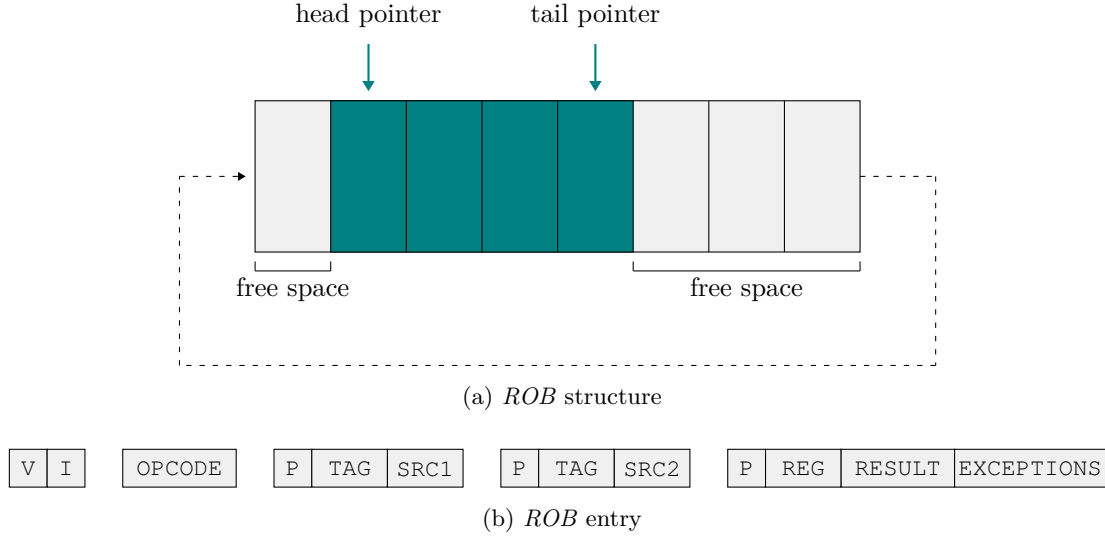 head pointer tail pointer
free space free space
(a) ROB structure
V I OPCODE P TAG SRC1 P TAG SRC2 P REG RESULT EXCEPTIONS
(b) ROB entry